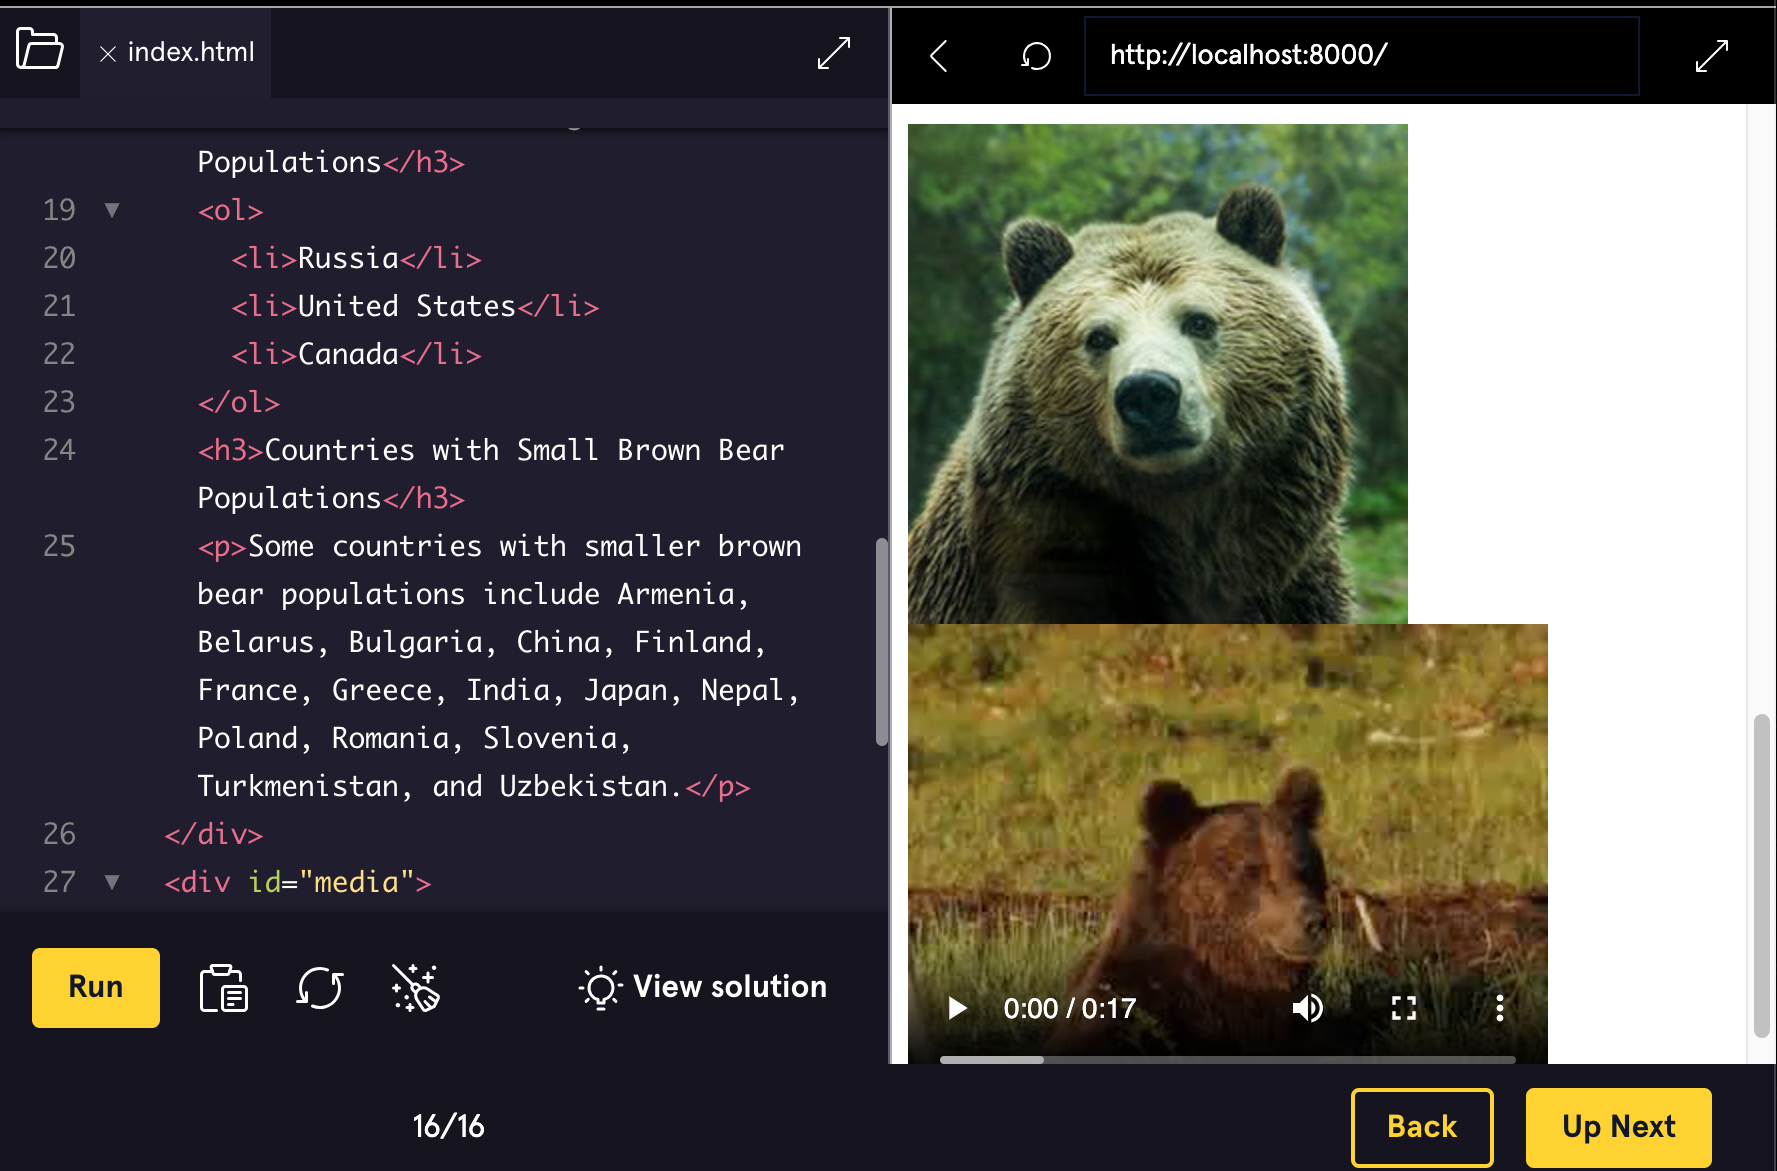 index.html
http://localhost:8000/
Populations</h3>
19 <ol>
20 <li>Russia</li>
21 <li>United States</li>
22 <li>Canada</li>
23 </ol>
24 <h3>Countries with Small Brown Bear
Populations</h3>
25 <p>Some countries with smaller brown
bear populations include Armenia,
Belarus, Bulgaria, China, Finland,
France, Greece, India, Japan, Nepal,
Poland, Romania, Slovenia,
Turkmenistan, and Uzbekistan.</p>
26 </div>
27 <div id="media">
0:00 / 0:17
Run
View solution
16/16
Back
Up Next